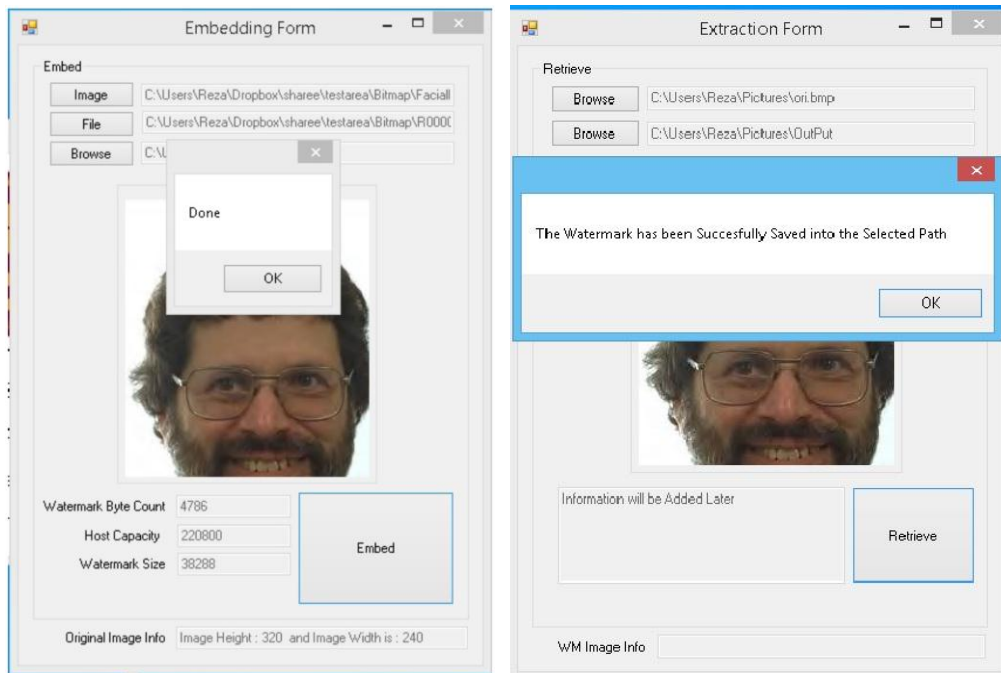 Embedding Form
Embed
Image C:\Users\Reza\Dropbox\sharee\testarea\Bitmap\Faciall
File C:\Users\Reza\Dropbox\sharee\testarea\Bitmap\R000(
Browse C:\U
Done
OK
Watermark Byte Count 4786
Host Capacity 220800
Watermark Size 38288
Embed
Original Image Info Image Height : 320 and Image Width is : 240
Extraction Form
Retrieve
Browse C:\Users\Reza\Pictures\ori.bmp
Browse C:\Users\Reza\Pictures\OutPut
The Watermark has been Succesfully Saved into the Selected Path
OK
Information will be Added Later
Retrieve
WM Image Info